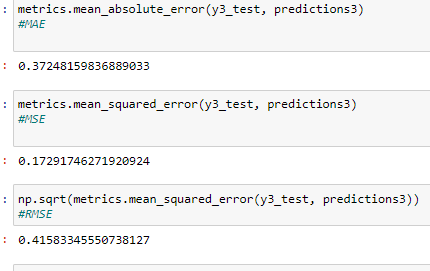 : metrics.mean_absolute_error(y3_test, predictions3)
#MAE
: 0.37248159836889033
: metrics.mean_squared_error(y3_test, predictions3)
#MSE
: 0.17291746271920924
: np.sqrt(metrics.mean_squared_error(y3_test, predictions3))
#RMSE
: 0.41583345550738127